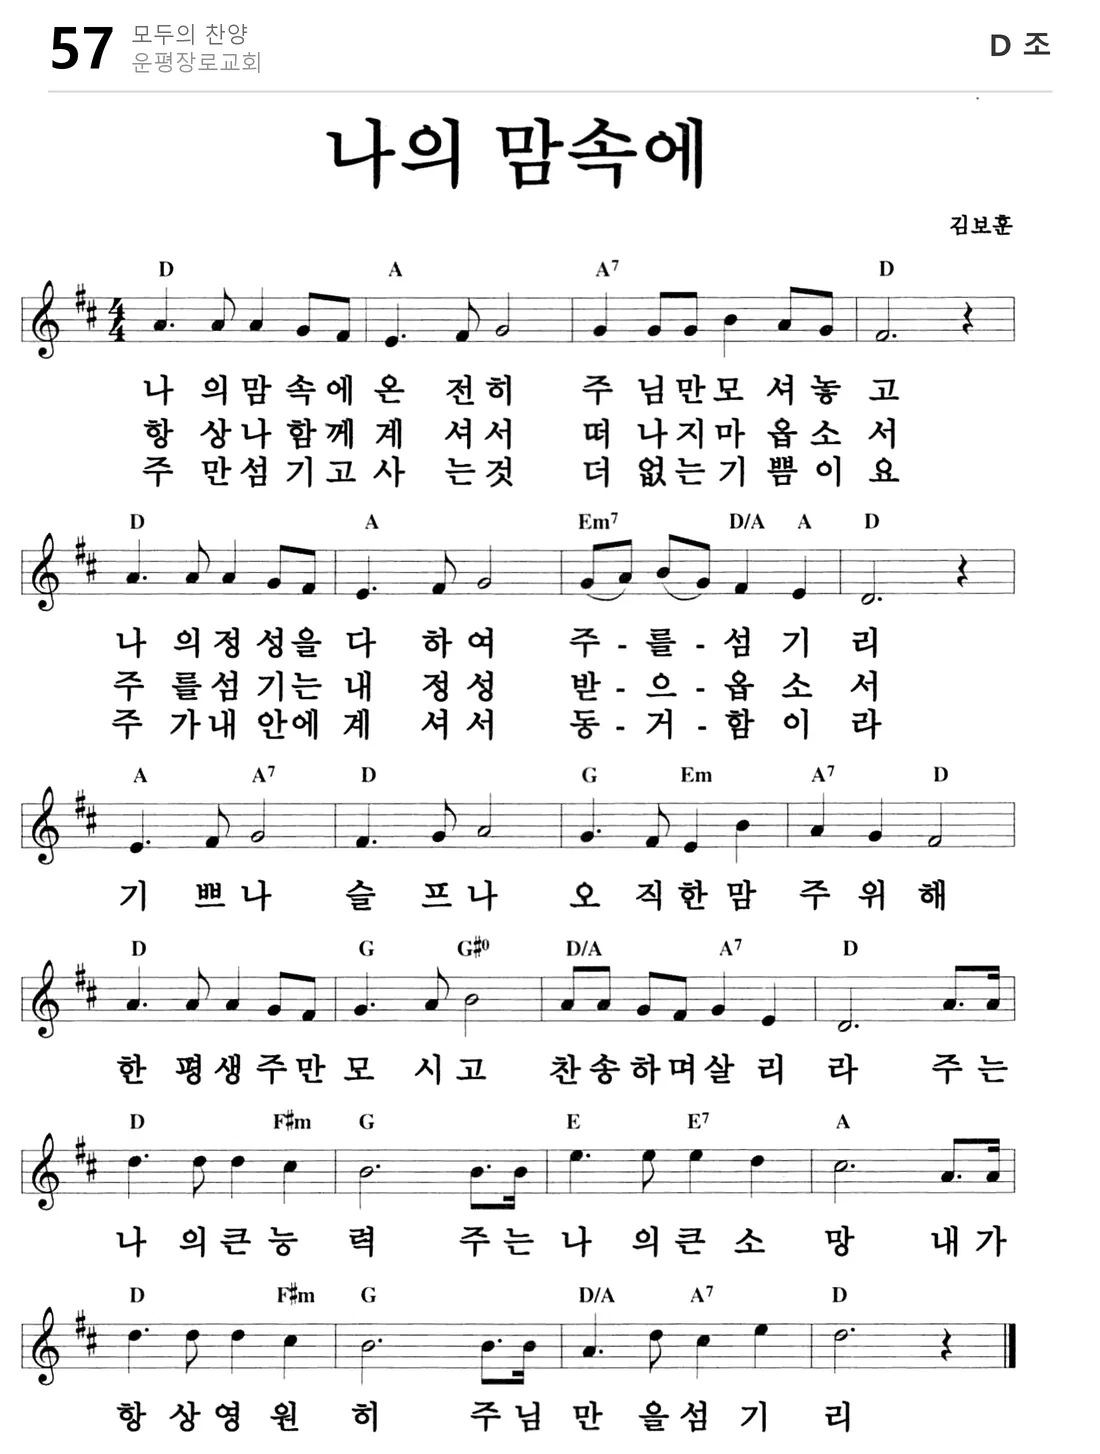 57 모두의 찬양
운평장로교회
D 조
나의 맘속에
김보훈
D A A7 D
나 의맘 속에 온 전히 주 님만모 셔놓 고
항 상나 함께 계 셔서 떠 나지마 옵소 서
주 만섬 기고 사 는것 더 없는기 쁨이 요
D A Em7 D/A A D
나 의정 성을 다 하여 주 - 를 - 섬 기 리
주 를섬 기는 내 정성 받 - 으 - 옵 소 서
주 가내 안에 계 셔서 동 - 거 - 함 이 라
A A7 D G Em A7 D
기 쁘나 슬 프나 오 직한 맘 주 위 해
D G G#0 D/A A7 D
한 평생 주만 모 시고 찬송하며살 리 라 주는
D F#m G E E7 A
나 의큰 능 력 주는 나 의큰 소 망 내가
D F#m G D/A A7 D
항 상영 원 히 주님 만 을섬 기 리